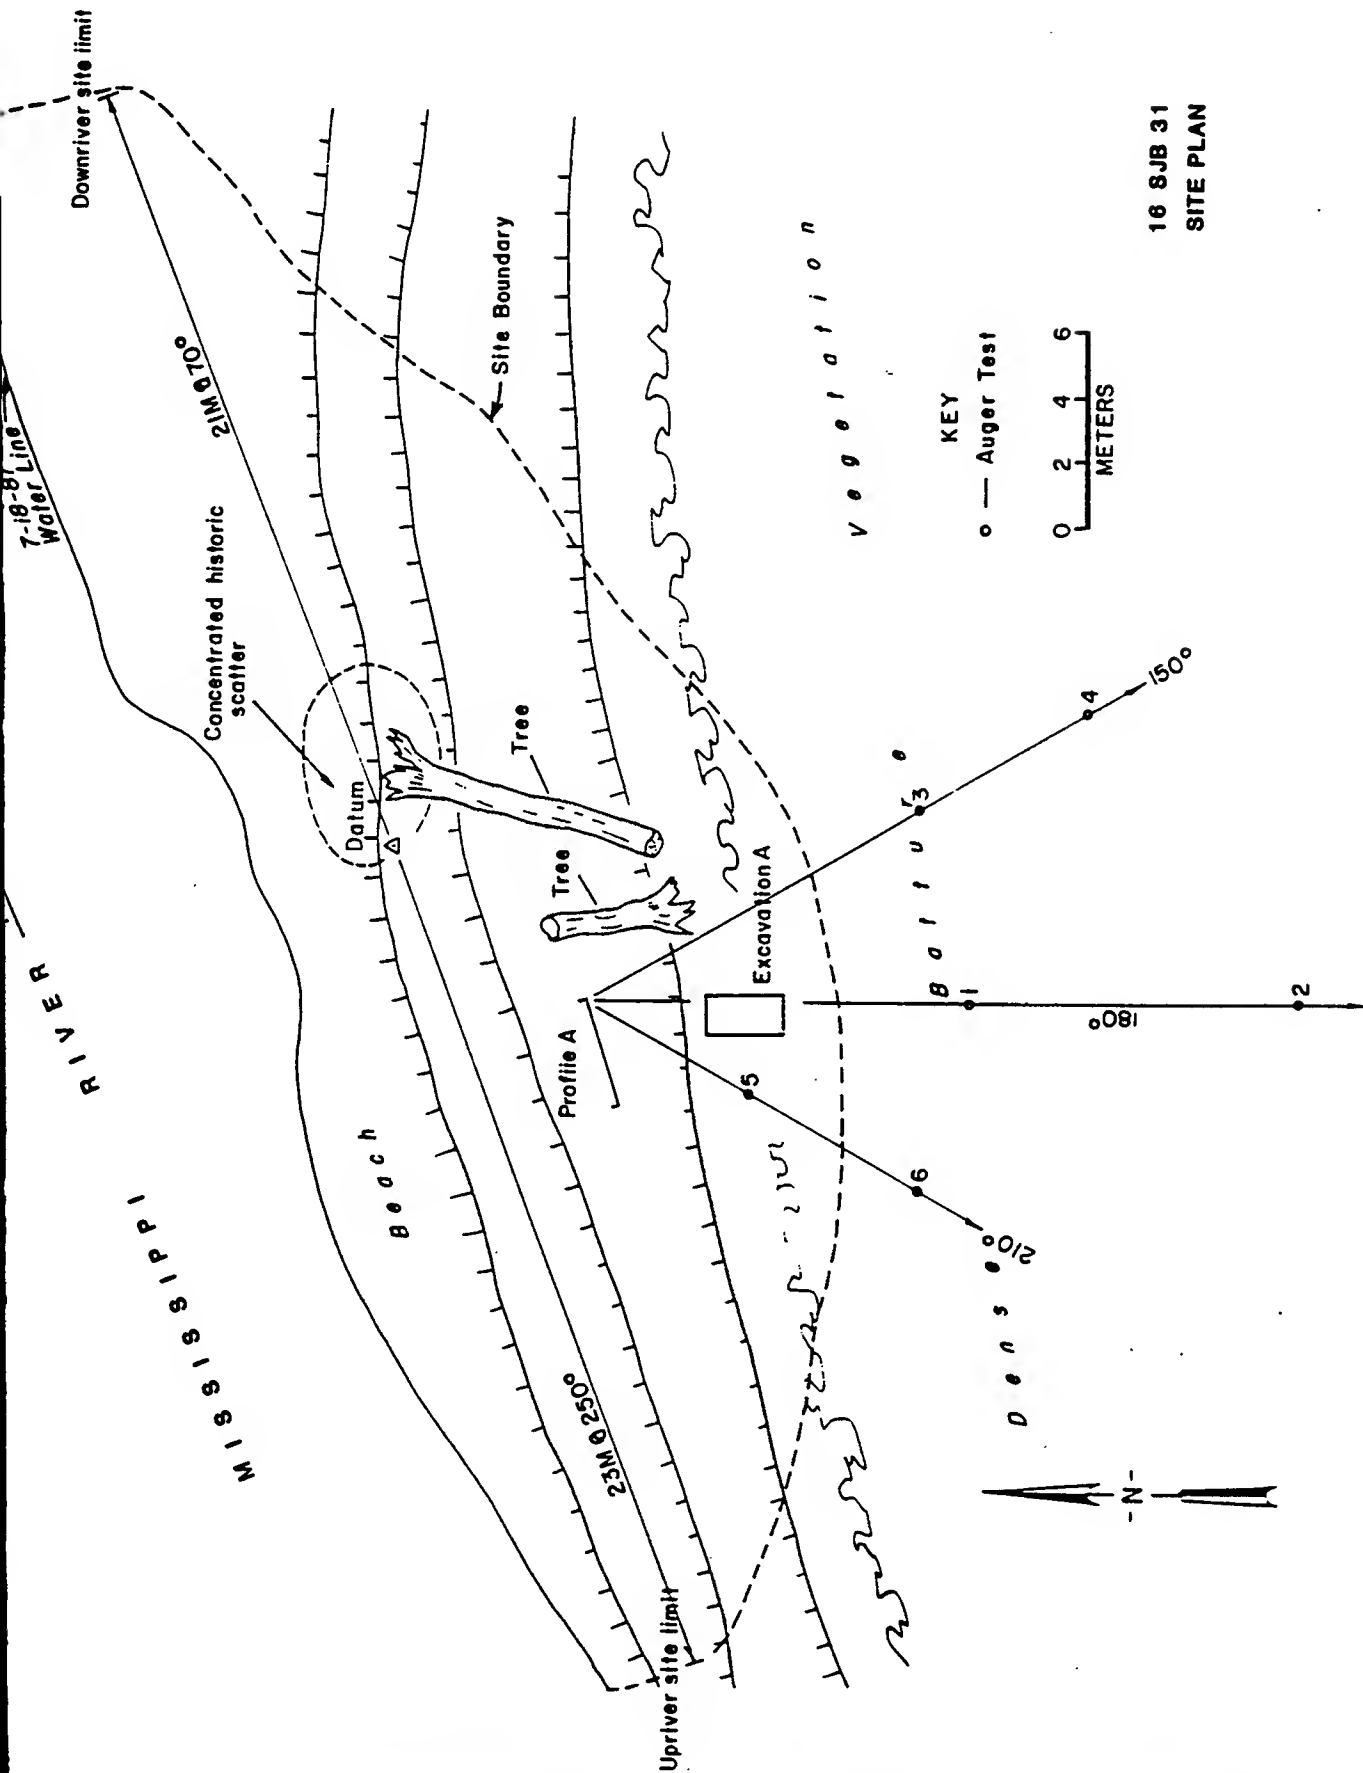 Downriver site limit
7-18-87
Water Line
21M @ 70°
Concentrated historic
scatter
Site Boundary
MISSISSIPPI RIVER
Datum
Tree
Tree
Beach
Profile A
Excavation A
23M @ 250°
Upriver site limit
Dense Batture Vegetation
1
2
3
4
5
6
150°
180°
210°
-N-
KEY
o — Auger Test
0 2 4 6
METERS
16 SJB 31
SITE PLAN